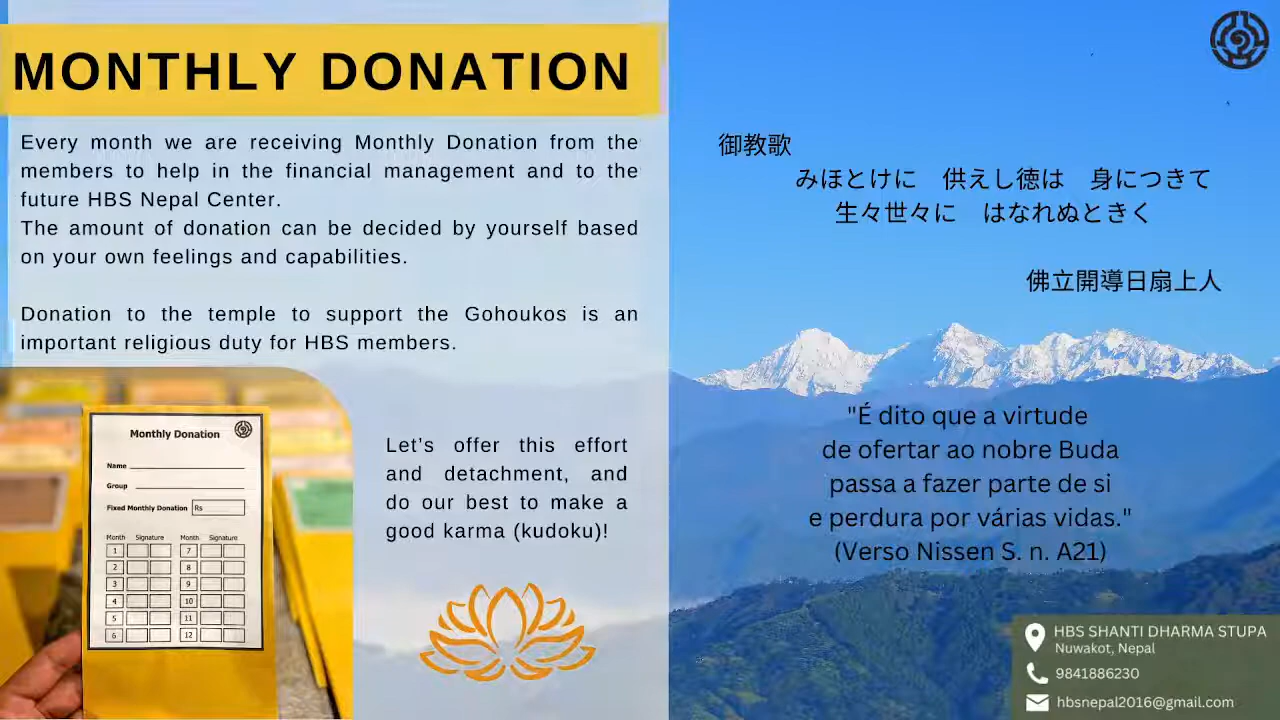 MONTHLY DONATION
Every month we are receiving Monthly Donation from the
members to help in the financial management and to the
future HBS Nepal Center.
The amount of donation can be decided by yourself based
on your own feelings and capabilities.
Donation to the temple to support the Gohoukos is an
important religious duty for HBS members.
Monthly Donation
Name
Group
Fixed Monthly Donation Rs
Month Signature Month Signature
1 7
2 8
3 9
4 10
5 11
6 12
Let's offer this effort
and detachment, and
do our best to make a
good karma (kudoku)!
御教歌
みほとけに 供えし徳は 身につきて
生々世々に はなれぬときく
佛立開導日扇上人
"É dito que a virtude
de ofertar ao nobre Buda
passa a fazer parte de si
e perdura por várias vidas."
(Verso Nissen S. n. A21)
HBS SHANTI DHARMA STUPA
Nuwakot, Nepal
9841886230
hbsnepal2016@gmail.com